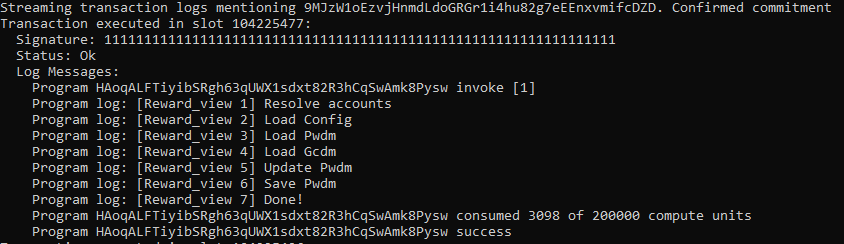 Streaming transaction logs mentioning 9MJzW1oEzvjHnmdLdoGRGr1i4hu82g7eEEnxvmifcDZD. Confirmed commitment
Transaction executed in slot 104225477:
Signature: 1111111111111111111111111111111111111111111111111111111111111111
Status: Ok
Log Messages:
Program HAoqALFTiyibSRgh63qUWX1sdxt82R3hCqSwAmk8Pysw invoke [1]
Program log: [Reward_view 1] Resolve accounts
Program log: [Reward_view 2] Load Config
Program log: [Reward_view 3] Load Pwdm
Program log: [Reward_view 4] Load Gcdm
Program log: [Reward_view 5] Update Pwdm
Program log: [Reward_view 6] Save Pwdm
Program log: [Reward_view 7] Done!
Program HAoqALFTiyibSRgh63qUWX1sdxt82R3hCqSwAmk8Pysw consumed 3098 of 200000 compute units
Program HAoqALFTiyibSRgh63qUWX1sdxt82R3hCqSwAmk8Pysw success